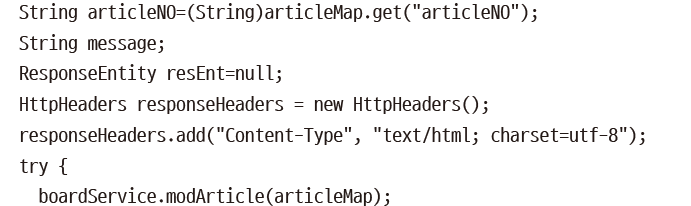 String articleNO=(String)articleMap.get("articleNO");
String message;
ResponseEntity resEnt=null;
HttpHeaders responseHeaders = new HttpHeaders();
responseHeaders.add("Content-Type", "text/html; charset=utf-8");
try {
  boardService.modArticle(articleMap);